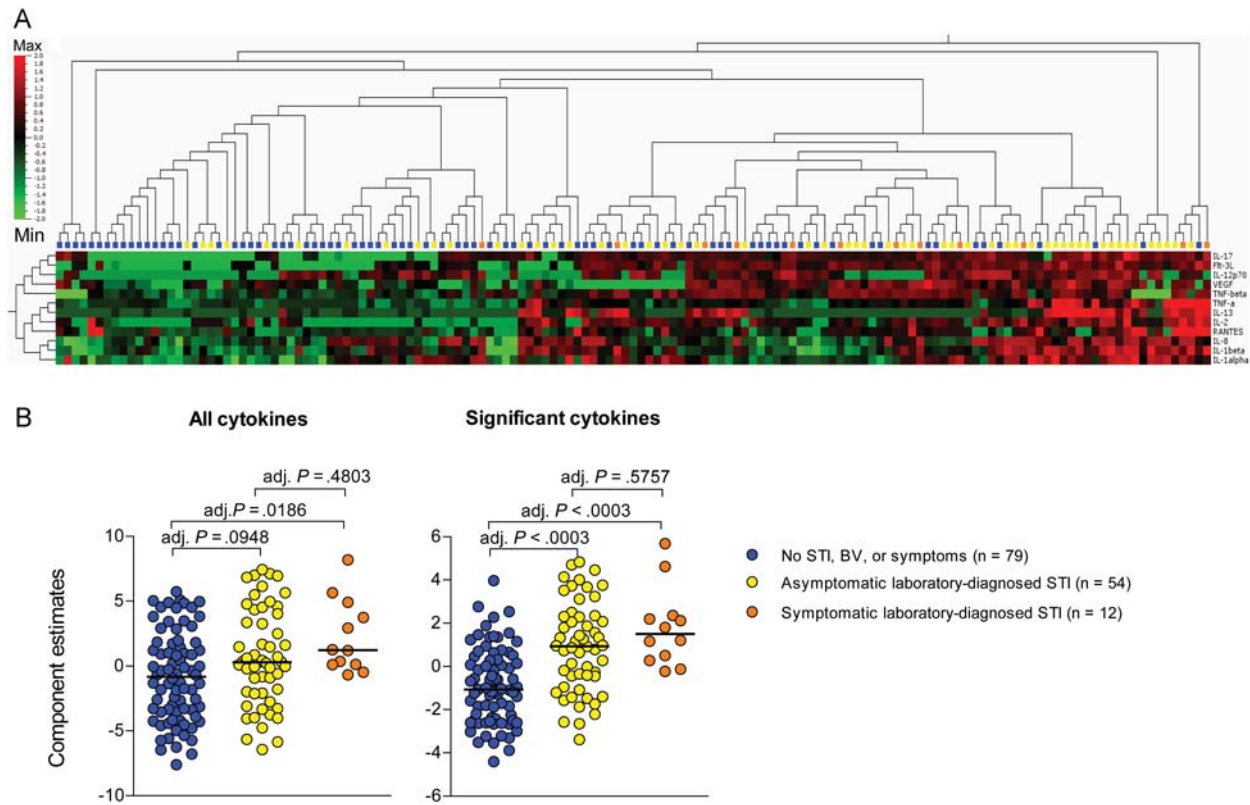 A
Max
2.0
1.6
1.4
1.2
0.8
0.6
0.4
0.2
0.0
-0.2
-0.4
-0.6
-0.8
-1.0
-1.2
-1.4
-1.6
-1.8
-2.0
Min
IL-17
Flt-3L
IL-12p70
VEGF
TNF-beta
TNF-a
IL-13
IL-2
RANTES
IL-8
IL-1beta
IL-1alpha
B
All cytokines
Significant cytokines
adj. P = .4803
adj.P = .0186
adj. P = .0948
adj. P = .5757
adj. P < .0003
adj. P < .0003
Component estimates
10
5
0
-5
-10
6
4
2
0
-2
-4
-6
No STI, BV, or symptoms (n = 79)
Asymptomatic laboratory-diagnosed STI (n = 54)
Symptomatic laboratory-diagnosed STI (n = 12)